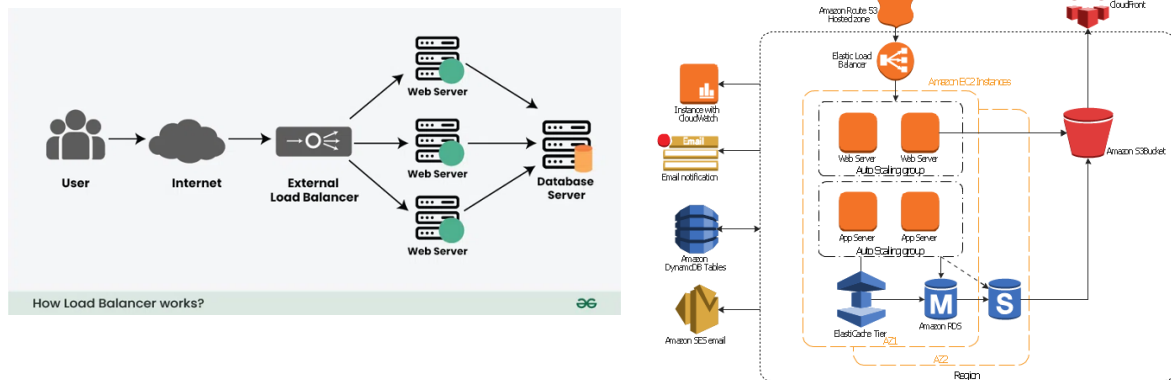 User
Internet
External
Load Balancer
Web Server
Web Server
Web Server
Database
Server
How Load Balancer works?
Amazon Route 53
Hosted zone
CloudFront
Elastic Load
Balancer
Amazon EC2 Instances
Instance with
CloudWatch
Web Server
Web Server
Auto Scaling group
Amazon S3Bucket
Email
Email notification
App Server
App Server
Auto Scaling group
Amazon
DynamoDB Tables
M
S
ElastiCache Tier
Amazon RDS
Amazon SES email
AZ1
AZ2
Region